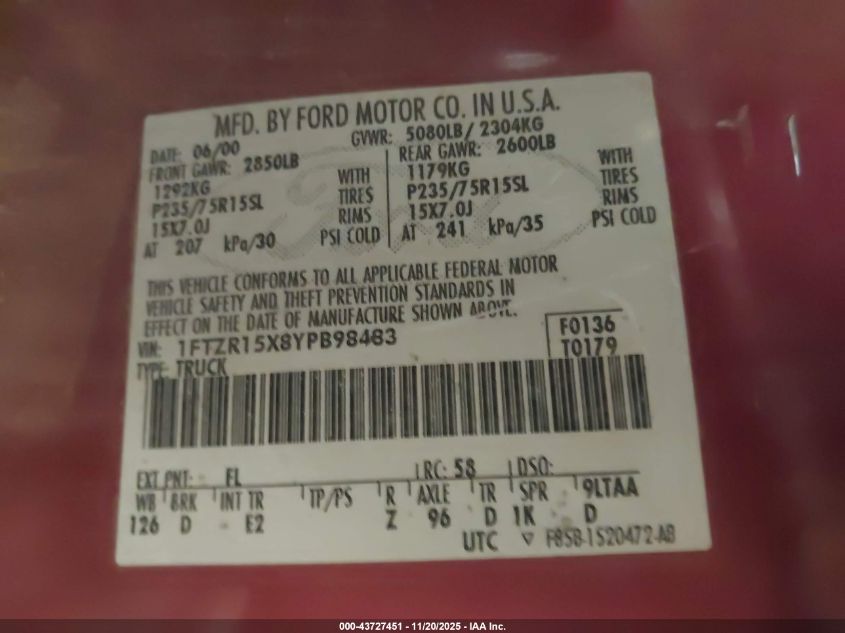 MFD. BY FORD MOTOR CO. IN U.S.A.
DATE: 06/00 GVWR: 5080LB/ 2304KG
FRONT GAWR: 2850LB REAR GAWR: 2600LB
1292KG WITH 1179KG WITH
P235/75R15SL TIRES P235/75R15SL TIRES
15X7.0J RIMS 15X7.0J RIMS
AT 207 kPa/30 PSI COLD AT 241 kPa/35 PSI COLD
THIS VEHICLE CONFORMS TO ALL APPLICABLE FEDERAL MOTOR
VEHICLE SAFETY AND THEFT PREVENTION STANDARDS IN
EFFECT ON THE DATE OF MANUFACTURE SHOWN ABOVE.
VIN: 1FTZR15X8YPB98483 F0136
TYPE: TRUCK T0179
EXT PNT: FL RC: 58 DSO:
WB BRK INT TR TP/PS R AXLE TR SPR 9LTAA
126 D E2 Z 96 D 1K D
UTC ▽ F85B-1520472-AB
Ford
000-43727451 - 11/20/2025 - IAA Inc.